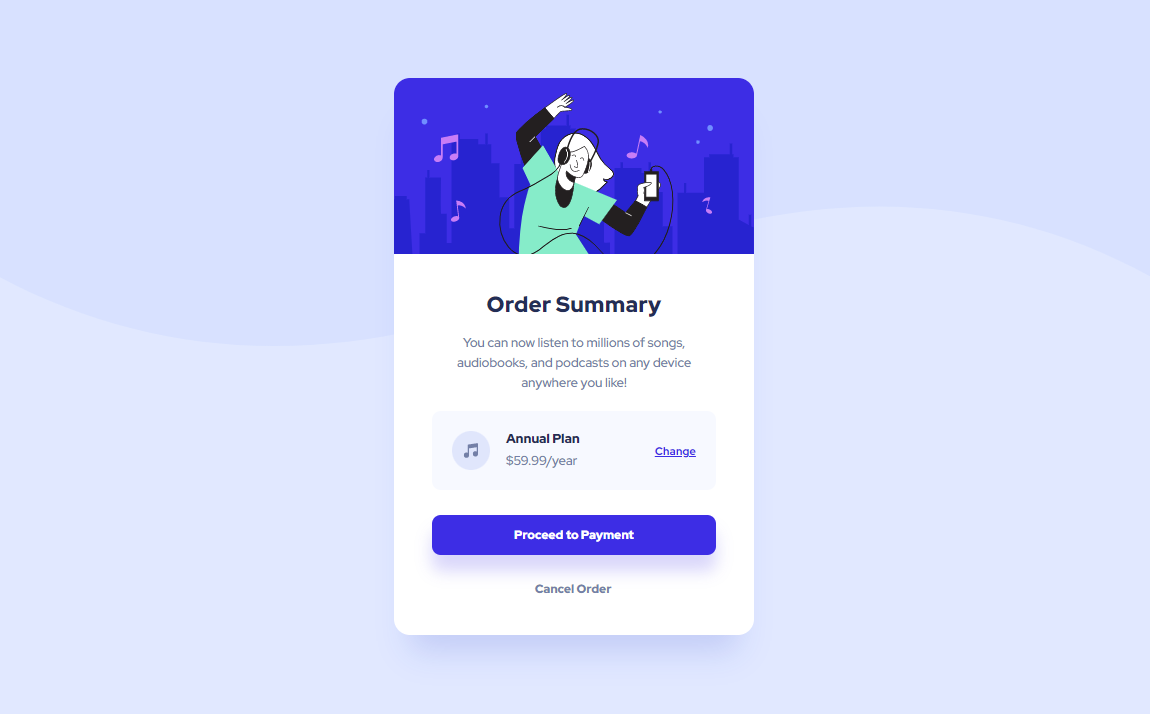 Order Summary
You can now listen to millions of songs,
audiobooks, and podcasts on any device
anywhere you like!
Annual Plan
$59.99/year
Change
Proceed to Payment
Cancel Order